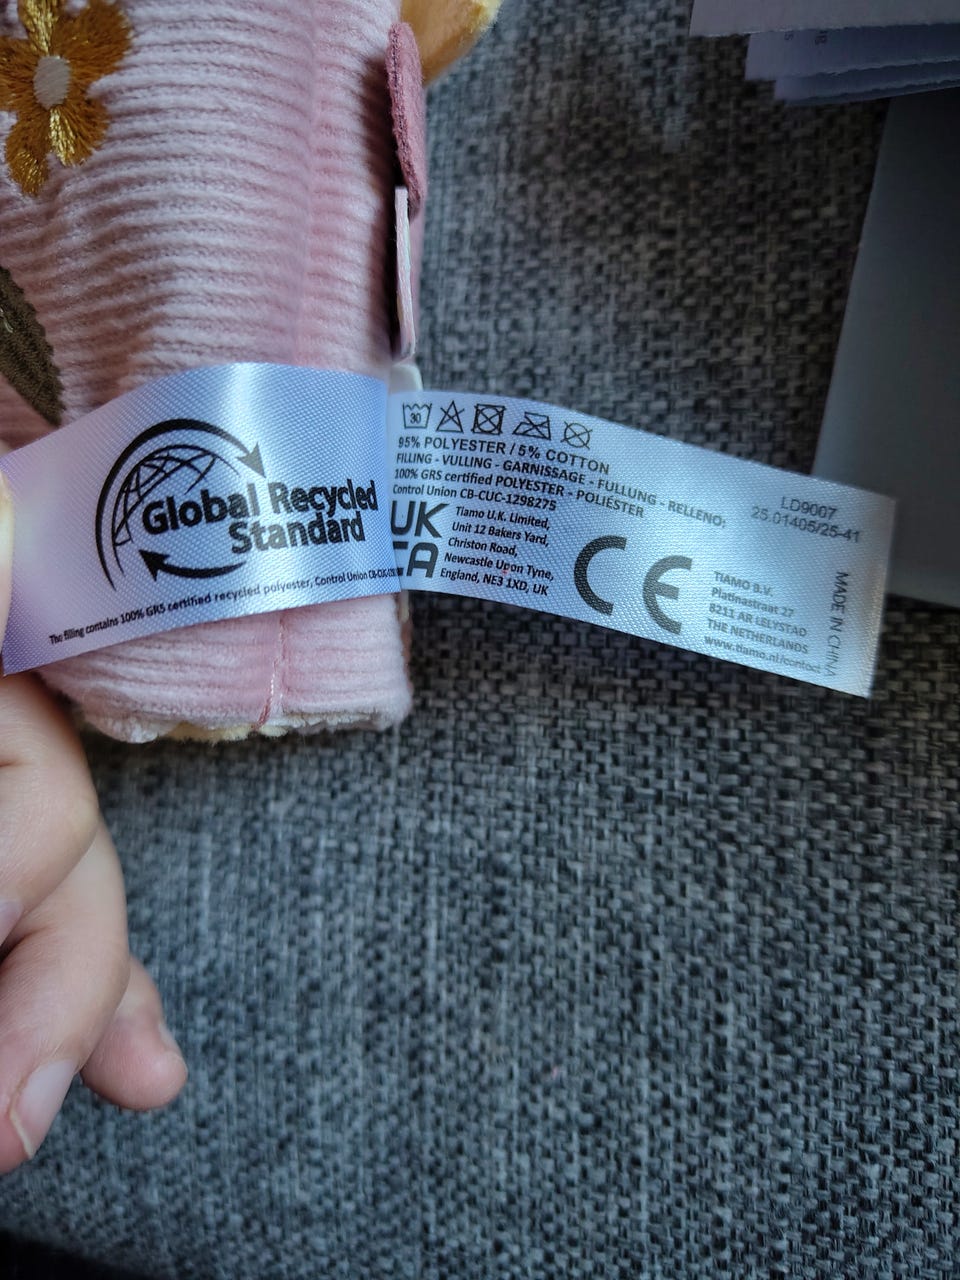 Global Recycled
Standard
The filling contains 100% GRS certified recycled polyester, Control Union
30
95% POLYESTER / 5% COTTON
FILLING - VULLING - GARNISSAGE - FULLUNG - RELLENO:
100% GRS certified POLYESTER - POLIÉSTER
Control Union CB-CUC-1298275
UK
CA
Tiamo U.K. Limited,
Unit 12 Bakers Yard,
Christon Road,
Newcastle Upon Tyne,
England, NE3 1XD, UK
CE
LD9007
25.01405/25-41
TIAMO B.V.
Platinastraat 27
8211 AR LELYSTAD
THE NETHERLANDS
www.tiamo.nl/contact
MADE IN CHINA